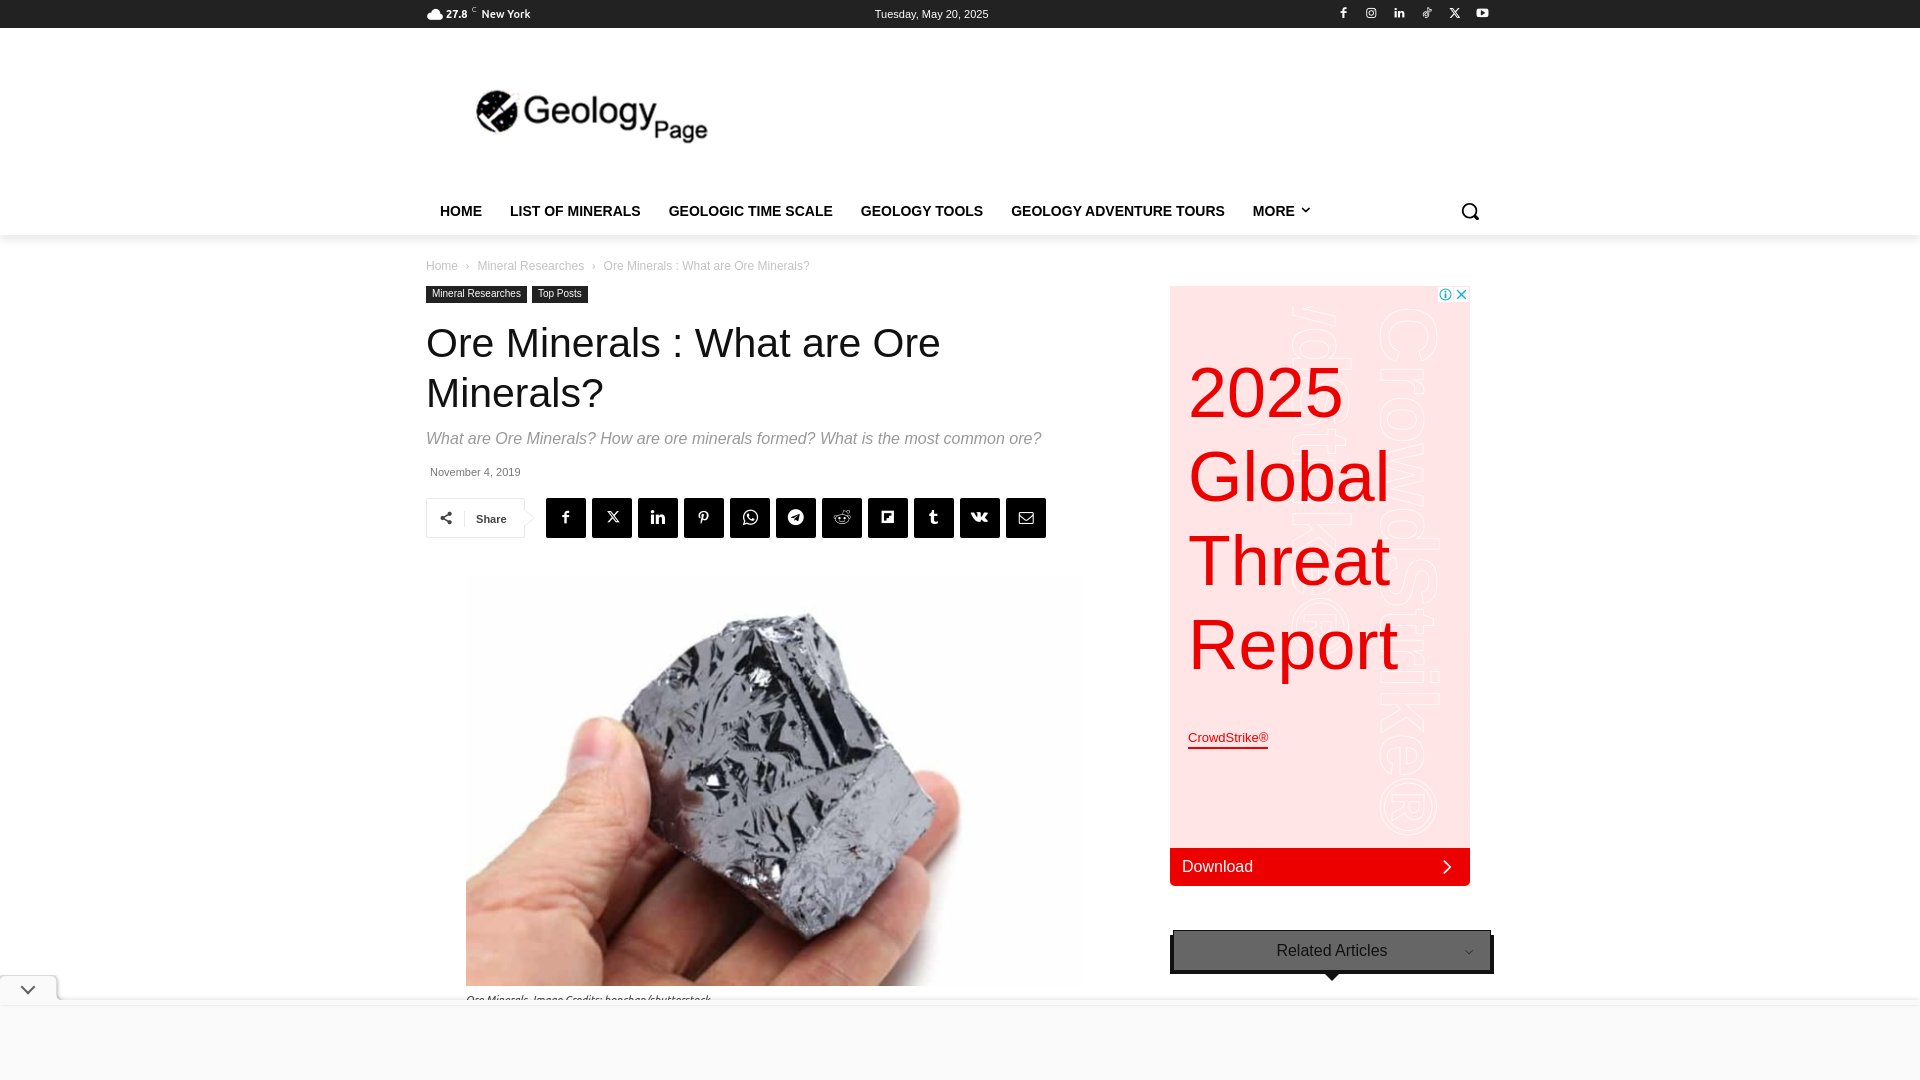 27.8 C New York
Tuesday, May 20, 2025
Geology Page
HOME LIST OF MINERALS GEOLOGIC TIME SCALE GEOLOGY TOOLS GEOLOGY ADVENTURE TOURS MORE
Home › Mineral Researches › Ore Minerals : What are Ore Minerals?
Mineral Researches Top Posts
Ore Minerals : What are Ore
Minerals?
What are Ore Minerals? How are ore minerals formed? What is the most common ore?
November 4, 2019
Share
Ore Minerals. Image Credits: bonchan/shutterstock
CrowdStrike®
2025
Global
Threat
Report
CrowdStrike®
Download
Related Articles